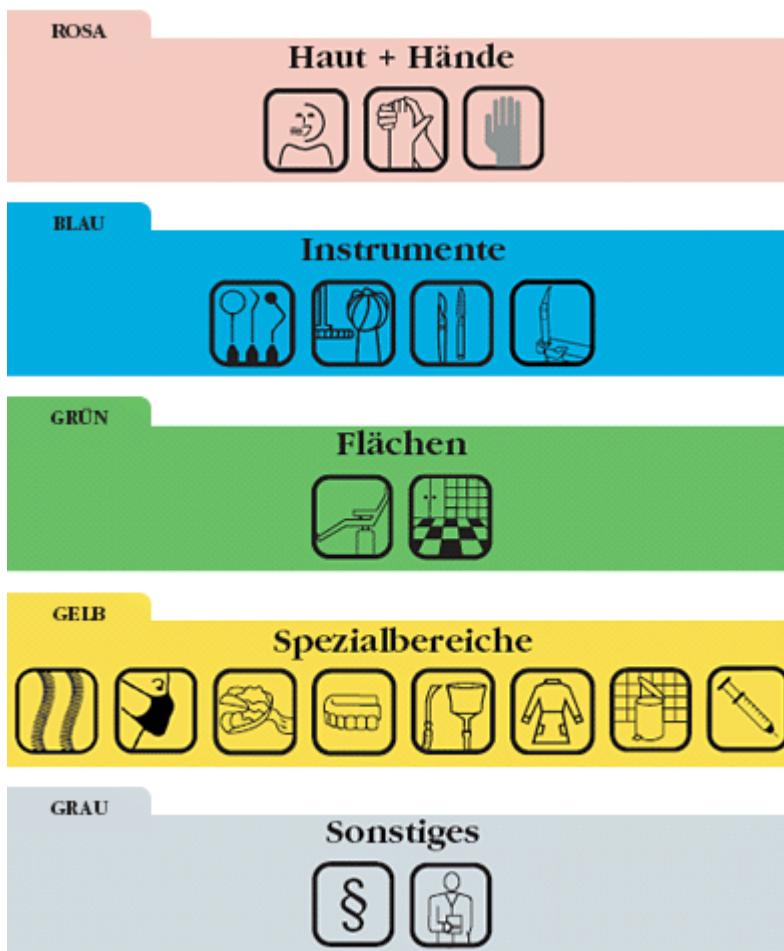 ROSA
Haut + Hände
BLAU
Instrumente
GRÜN
Flächen
GELB
Spezialbereiche
GRAU
Sonstiges
§